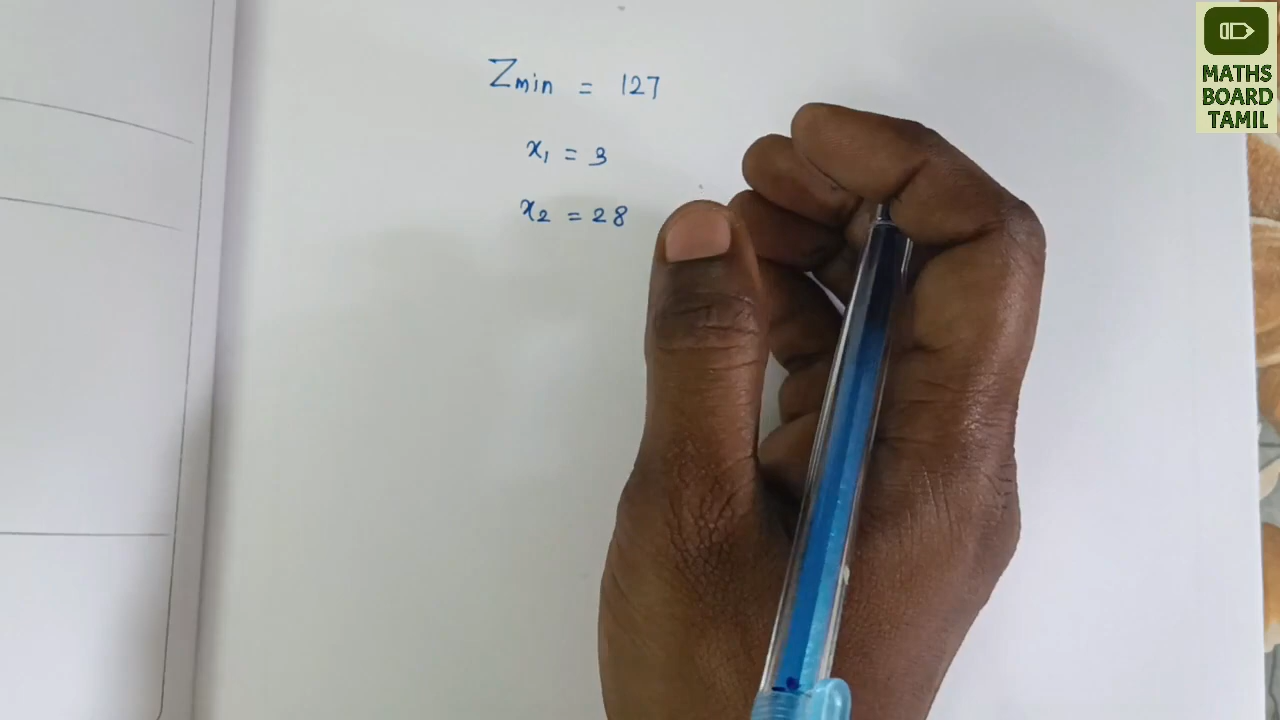 Zmin = 127
x₁ = 3
x₂ = 28
MATHS
BOARD
TAMIL